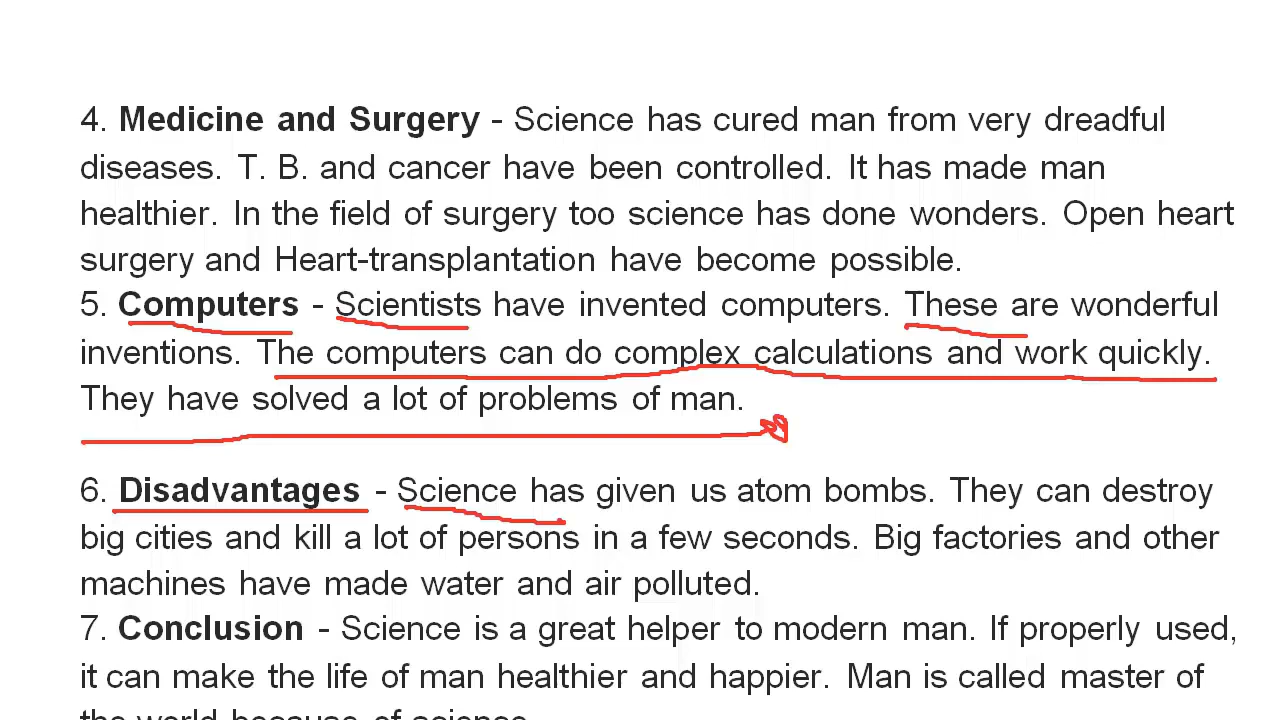 4. Medicine and Surgery - Science has cured man from very dreadful
diseases. T. B. and cancer have been controlled. It has made man
healthier. In the field of surgery too science has done wonders. Open heart
surgery and Heart-transplantation have become possible.
5. Computers - Scientists have invented computers. These are wonderful
inventions. The computers can do complex calculations and work quickly.
They have solved a lot of problems of man.
6. Disadvantages - Science has given us atom bombs. They can destroy
big cities and kill a lot of persons in a few seconds. Big factories and other
machines have made water and air polluted.
7. Conclusion - Science is a great helper to modern man. If properly used,
it can make the life of man healthier and happier. Man is called master of
the world because of science.